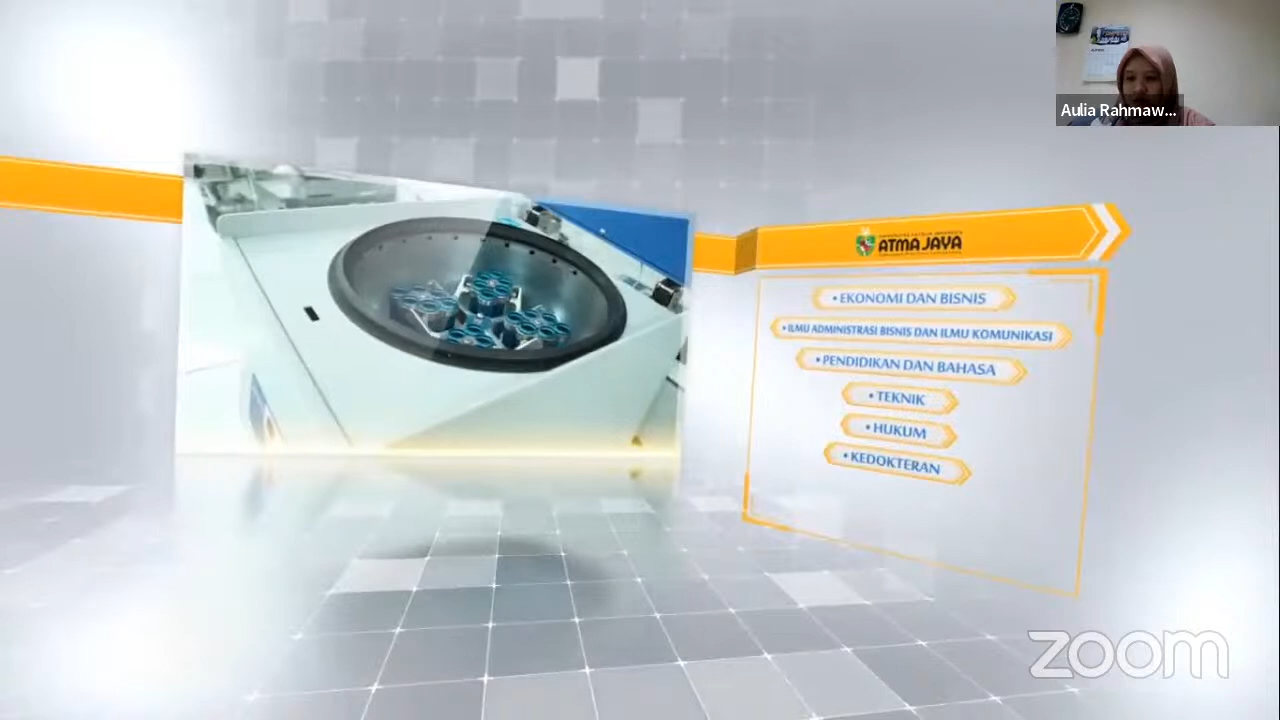 Aulia Rahmaw...
ATMA JAYA
• EKONOMI DAN BISNIS
• ILMU ADMINISTRASI BISNIS DAN ILMU KOMUNIKASI
• PENDIDIKAN DAN BAHASA
• TEKNIK
• HUKUM
• KEDOKTERAN
zoom